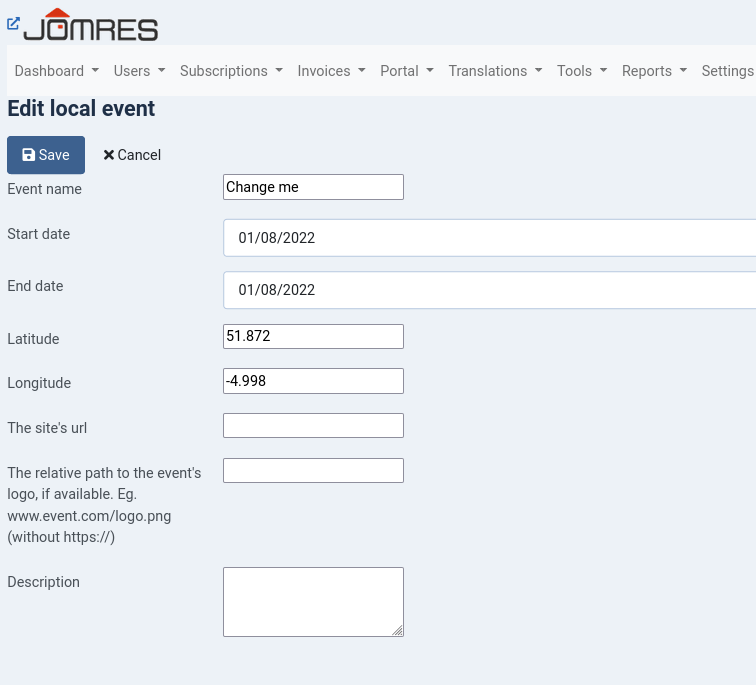 JOMRES
Dashboard Users Subscriptions Invoices Portal Translations Tools Reports Settings
Edit local event
Save Cancel
Event name Change me
Start date 01/08/2022
End date 01/08/2022
Latitude 51.872
Longitude -4.998
The site's url
The relative path to the event's
logo, if available. Eg.
www.event.com/logo.png
(without https://)
Description